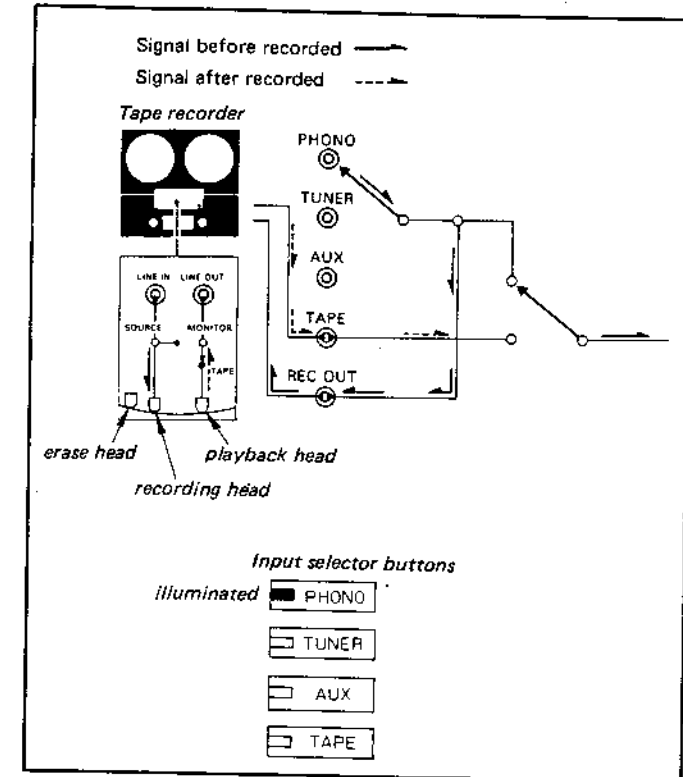 Signal before recorded
Signal after recorded
Tape recorder
PHONO
TUNER
AUX
TAPE
REC OUT
LINE IN LINE OUT
SOURCE MONITOR
TAPE
erase head
playback head
recording head
Input selector buttons
illuminated PHONO
TUNER
AUX
TAPE